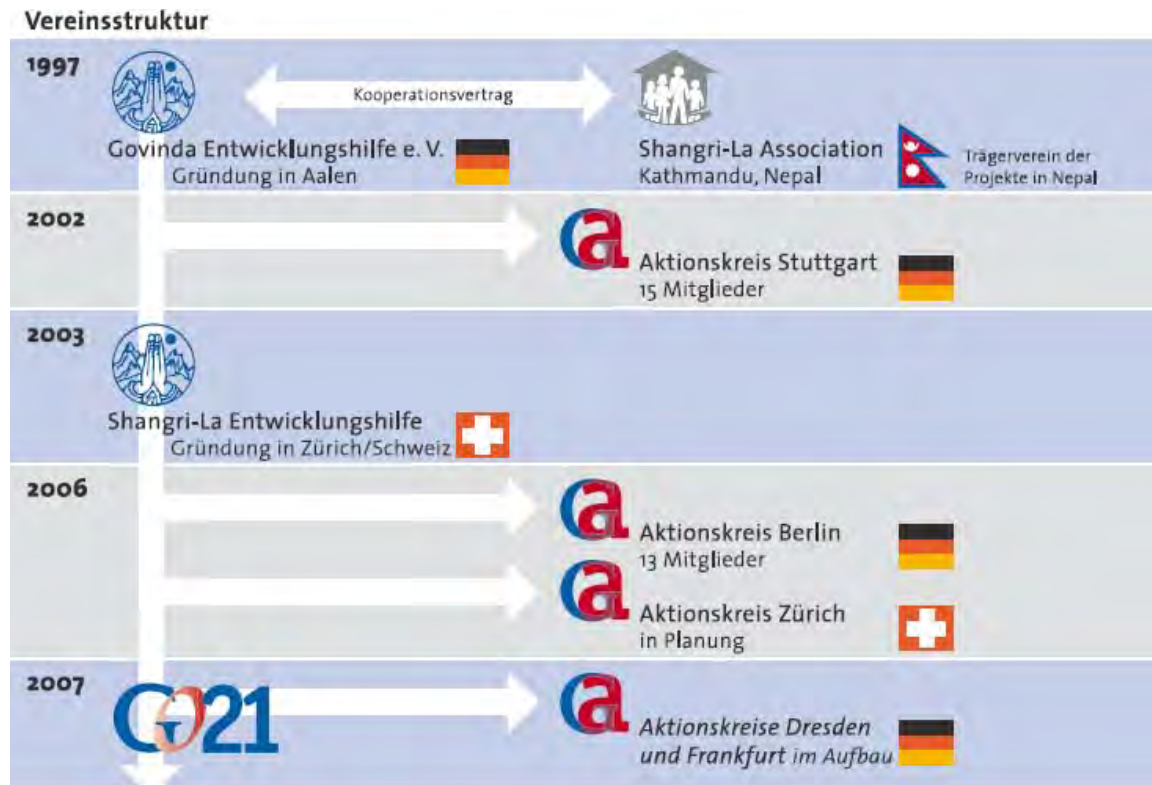 Vereinsstruktur
1997
Kooperationsvertrag
Govinda Entwicklungshilfe e. V.
Gründung in Aalen
Shangri-La Association
Kathmandu, Nepal
Trägerverein der
Projekte in Nepal
2002
Aktionskreis Stuttgart
15 Mitglieder
2003
Shangri-La Entwicklungshilfe
Gründung in Zürich/Schweiz
2006
Aktionskreis Berlin
13 Mitglieder
Aktionskreis Zürich
in Planung
2007
GO21
Aktionskreise Dresden
und Frankfurt im Aufbau